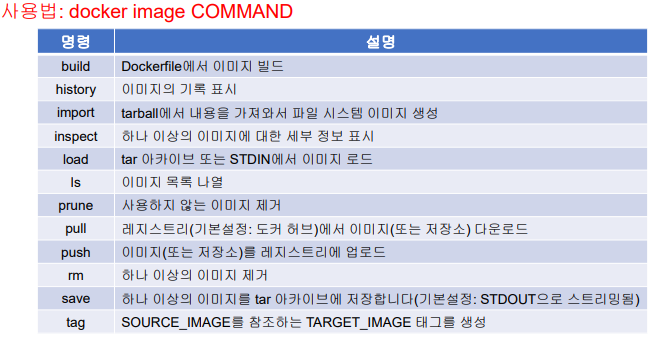 사용법: docker image COMMAND
명령 설명
build Dockerfile에서 이미지 빌드
history 이미지의 기록 표시
import tarball에서 내용을 가져와서 파일 시스템 이미지 생성
inspect 하나 이상의 이미지에 대한 세부 정보 표시
load tar 아카이브 또는 STDIN에서 이미지 로드
ls 이미지 목록 나열
prune 사용하지 않는 이미지 제거
pull 레지스트리(기본설정: 도커 허브)에서 이미지(또는 저장소) 다운로드
push 이미지(또는 저장소)를 레지스트리에 업로드
rm 하나 이상의 이미지 제거
save 하나 이상의 이미지를 tar 아카이브에 저장합니다(기본설정: STDOUT으로 스트리밍됨)
tag SOURCE_IMAGE를 참조하는 TARGET_IMAGE 태그를 생성